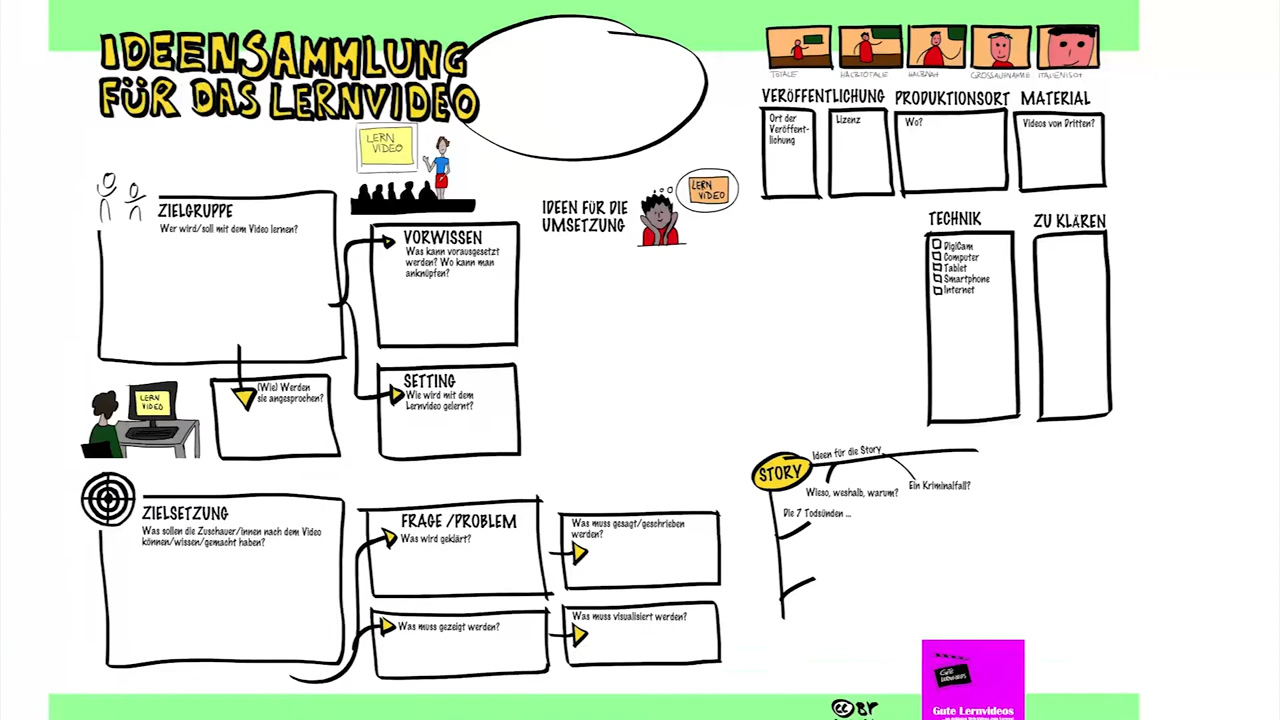 IDEENSAMMLUNG
FÜR DAS LERNVIDEO
TOTALE
HALBTOTALE
HALBNAH
GROSSAUFNAHME
ITALIENISCH
VERÖFFENTLICHUNG
PRODUKTIONSORT
MATERIAL
Ort der
Veröffent-
lichung
Lizenz
Wo?
Videos von Dritten?
LERN
VIDEO
ZIELGRUPPE
Wer wird/soll mit dem Video lernen?
VORWISSEN
Was kann vorausgesetzt
werden? Wo kann man
anknüpfen?
IDEEN FÜR DIE
UMSETZUNG
LERN
VIDEO
TECHNIK
DigiCam
Computer
Tablet
Smartphone
Internet
ZU KLÄREN
(Wie) Werden
sie angesprochen?
SETTING
Wie wird mit dem
Lernvideo gelernt?
LERN
VIDEO
STORY
Ideen für die Story
Wieso, weshalb, warum?
Ein Kriminalfall?
Die 7 Todsünden ...
ZIELSETZUNG
Was sollen die Zuschauer/innen nach dem Video
können/wissen/gemacht haben?
FRAGE /PROBLEM
Was wird geklärt?
Was muss gesagt/geschrieben
werden?
Was muss gezeigt werden?
Was muss visualisiert werden?
cc BY
Gute Lernvideos